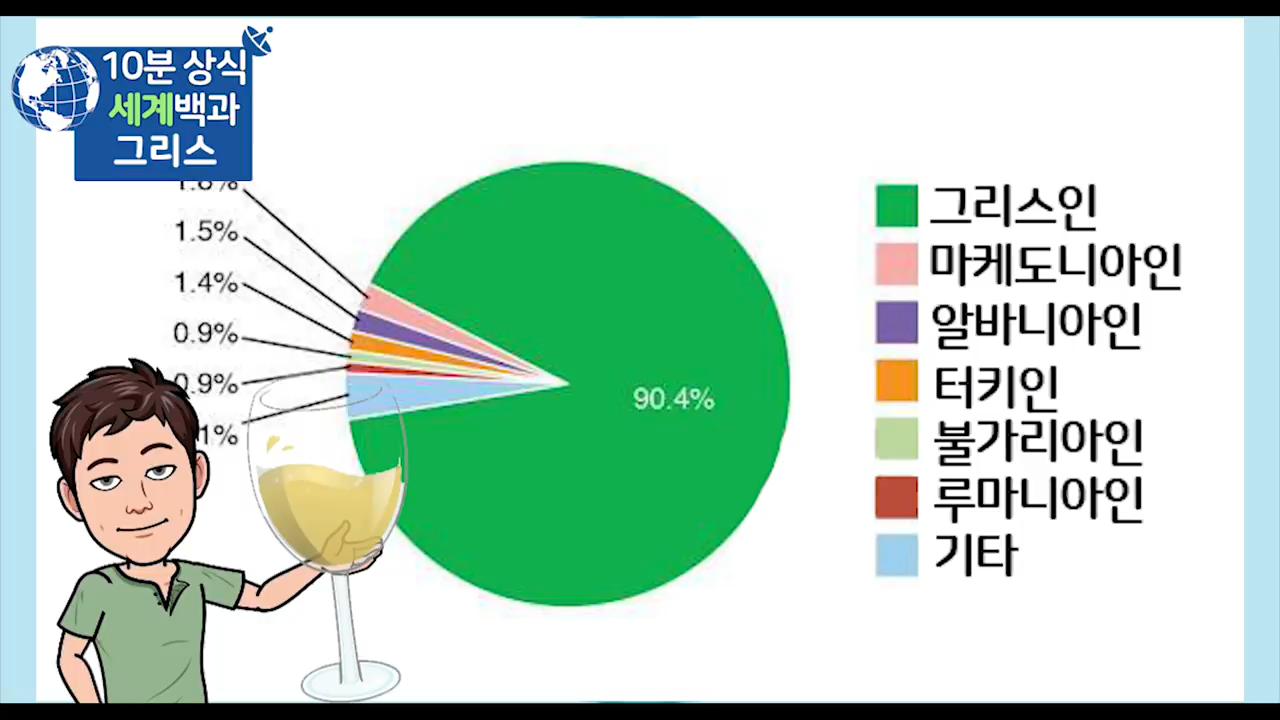 10분 상식
세계백과
그리스
1.5%
1.4%
0.9%
0.9%
1%
90.4%
그리스인
마케도니아인
알바니아인
터키인
불가리아인
루마니아인
기타